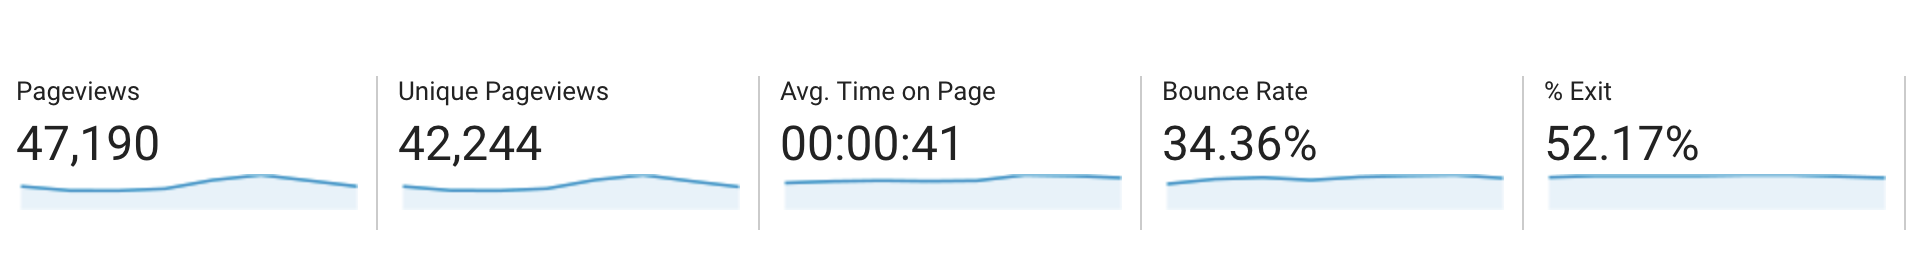 Pageviews
47,190
Unique Pageviews
42,244
Avg. Time on Page
00:00:41
Bounce Rate
34.36%
% Exit
52.17%